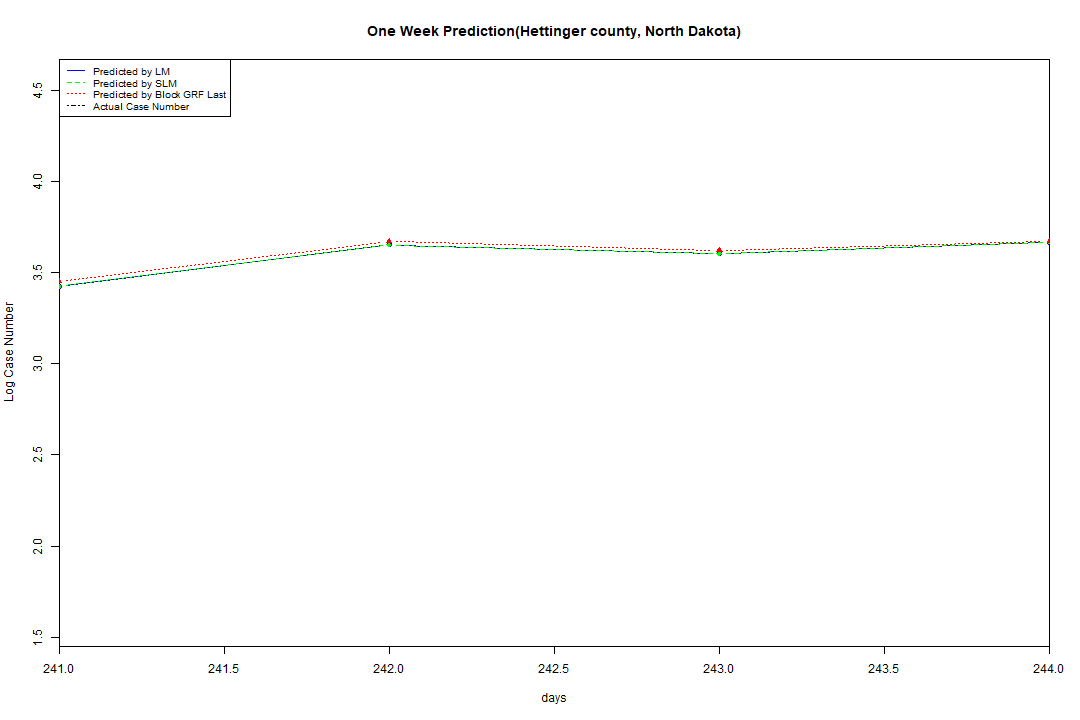 One Week Prediction(Hettinger county, North Dakota)
Predicted by LM
Predicted by SLM
Predicted by Block GRF Last
Actual Case Number
4.5
4.0
3.5
3.0
2.5
2.0
1.5
Log Case Number
241.0 241.5 242.0 242.5 243.0 243.5 244.0
days